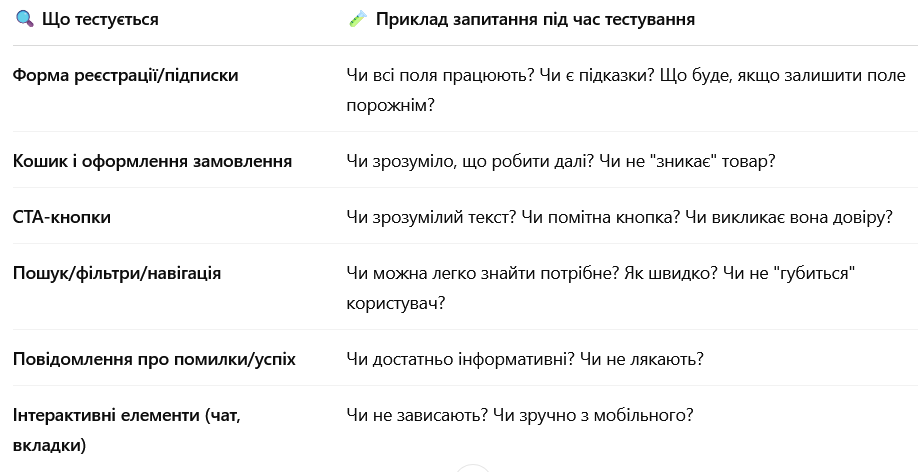 🔍 Що тестується
🧪 Приклад запитання під час тестування
Форма реєстрації/підписки
Чи всі поля працюють? Чи є підказки? Що буде, якщо залишити поле
порожнім?
Кошик і оформлення замовлення
Чи зрозуміло, що робити далі? Чи не "зникає" товар?
CTA-кнопки
Чи зрозумілий текст? Чи помітна кнопка? Чи викликає вона довіру?
Пошук/фільтри/навігація
Чи можна легко знайти потрібне? Як швидко? Чи не "губиться"
користувач?
Повідомлення про помилки/успіх
Чи достатньо інформативні? Чи не лякають?
Інтерактивні елементи (чат,
вкладки)
Чи не зависають? Чи зручно з мобільного?